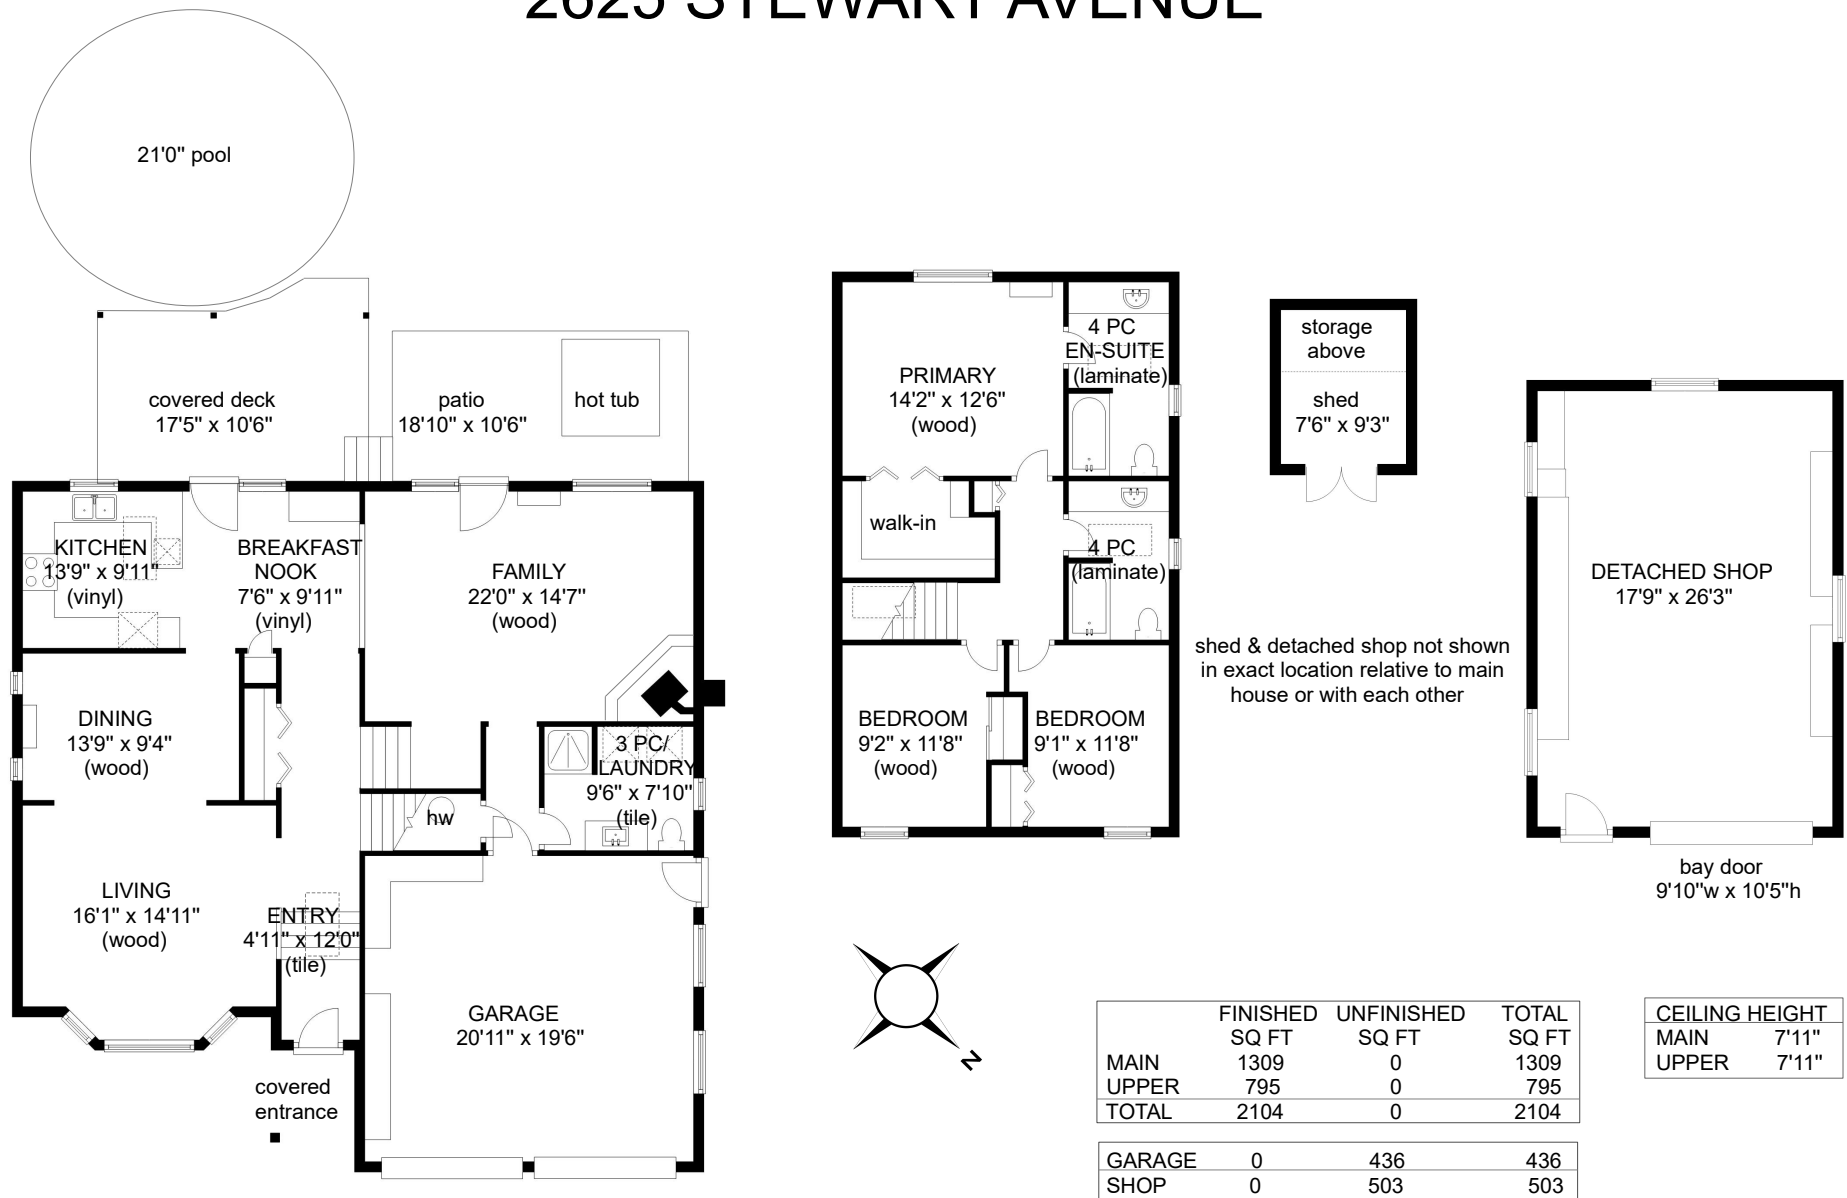 2625 STEWART AVENUE
21'0" pool
covered deck
17'5" x 10'6"
patio
18'10" x 10'6"
hot tub
KITCHEN
13'9" x 9'11"
(vinyl)
BREAKFAST
NOOK
7'6" x 9'11"
(vinyl)
FAMILY
22'0" x 14'7"
(wood)
DINING
13'9" x 9'4"
(wood)
3 PC/
LAUNDRY
9'6" x 7'10"
(tile)
hw
LIVING
16'1" x 14'11"
(wood)
ENTRY
4'11" x 12'0"
(tile)
GARAGE
20'11" x 19'6"
covered
entrance
PRIMARY
14'2" x 12'6"
(wood)
4 PC
EN-SUITE
(laminate)
walk-in
4 PC
(laminate)
BEDROOM
9'2" x 11'8"
(wood)
BEDROOM
9'1" x 11'8"
(wood)
storage
above
shed
7'6" x 9'3"
shed & detached shop not shown
in exact location relative to main
house or with each other
DETACHED SHOP
17'9" x 26'3"
bay door
9'10"w x 10'5"h
N
FINISHED UNFINISHED TOTAL
SQ FT SQ FT SQ FT
MAIN 1309 0 1309
UPPER 795 0 795
TOTAL 2104 0 2104
GARAGE 0 436 436
SHOP 0 503 503
CEILING HEIGHT
MAIN 7'11"
UPPER 7'11"